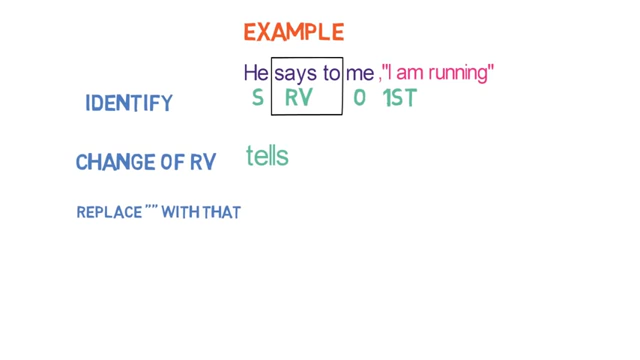 EXAMPLE
He says to me ,"I am running"
IDENTIFY S RV O 1ST
CHANGE OF RV tells
REPLACE "" WITH THAT